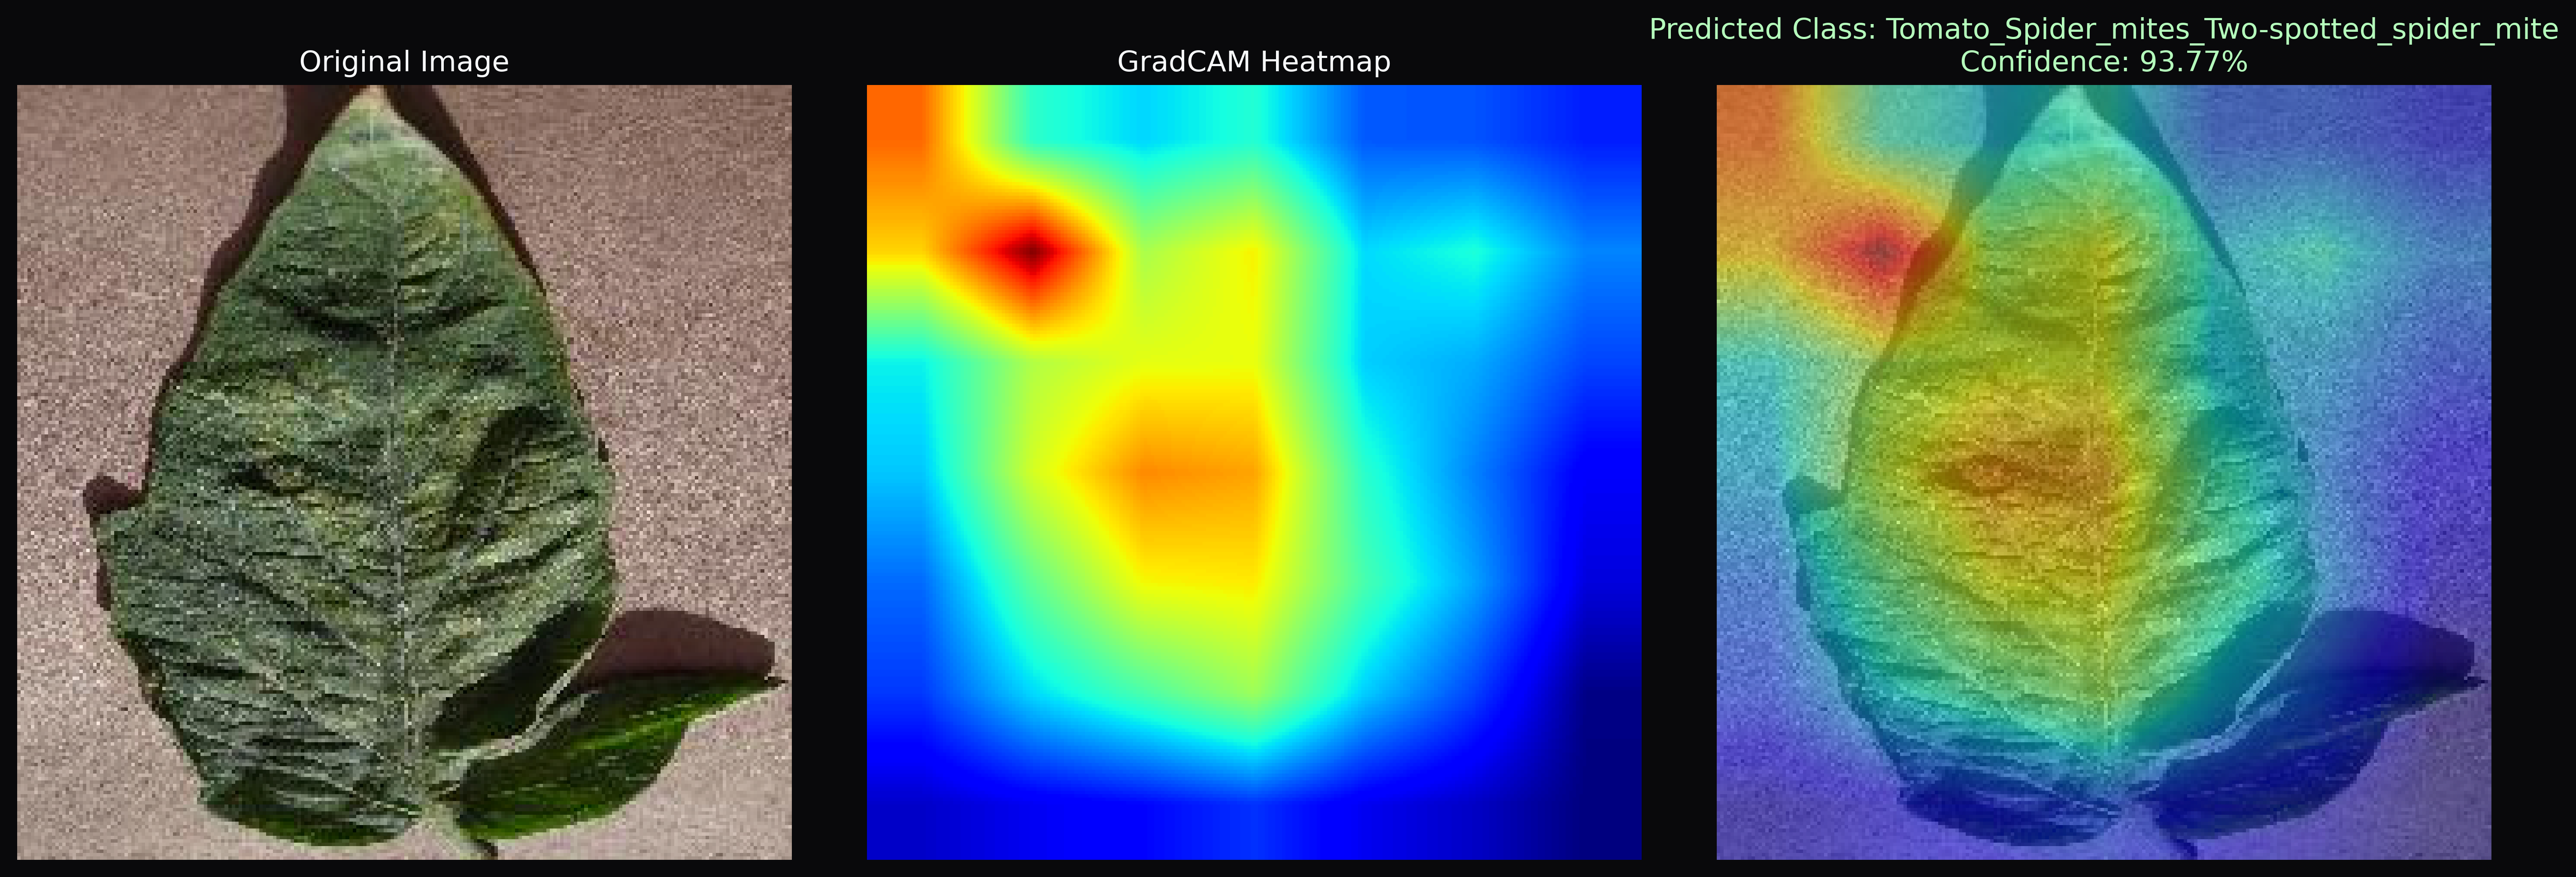 Original Image
GradCAM Heatmap
Predicted Class: Tomato_Spider_mites_Two-spotted_spider_mite
Confidence: 93.77%